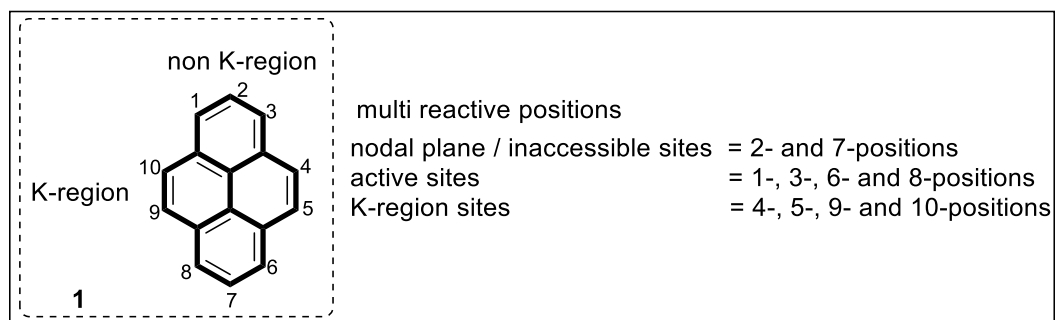 non K-region
1
2
3
multi reactive positions
nodal plane / inaccessible sites = 2- and 7-positions
10
4
active sites = 1-, 3-, 6- and 8-positions
K-region
K-region sites = 4-, 5-, 9- and 10-positions
9
5
8
6
7
1